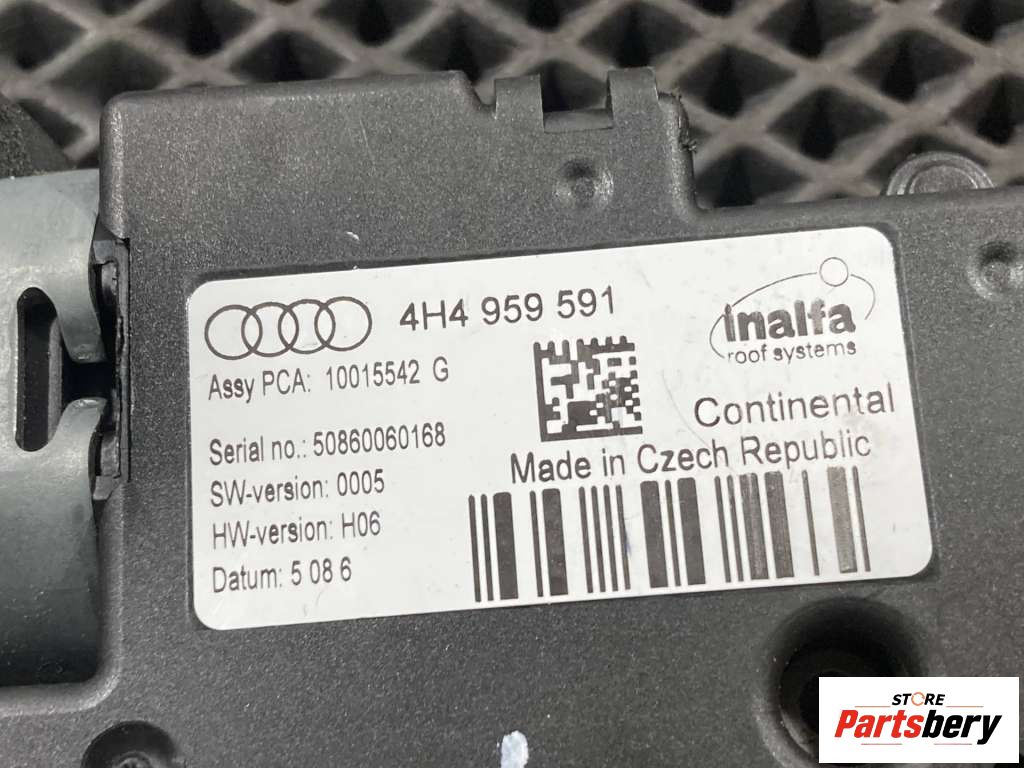 4H4 959 591
inalfa
roof systems
Assy PCA: 10015542 G
Continental
Serial no.: 50860060168
Made in Czech Republic
SW-version: 0005
HW-version: H06
Datum: 5 08 6
STORE
Partsbery